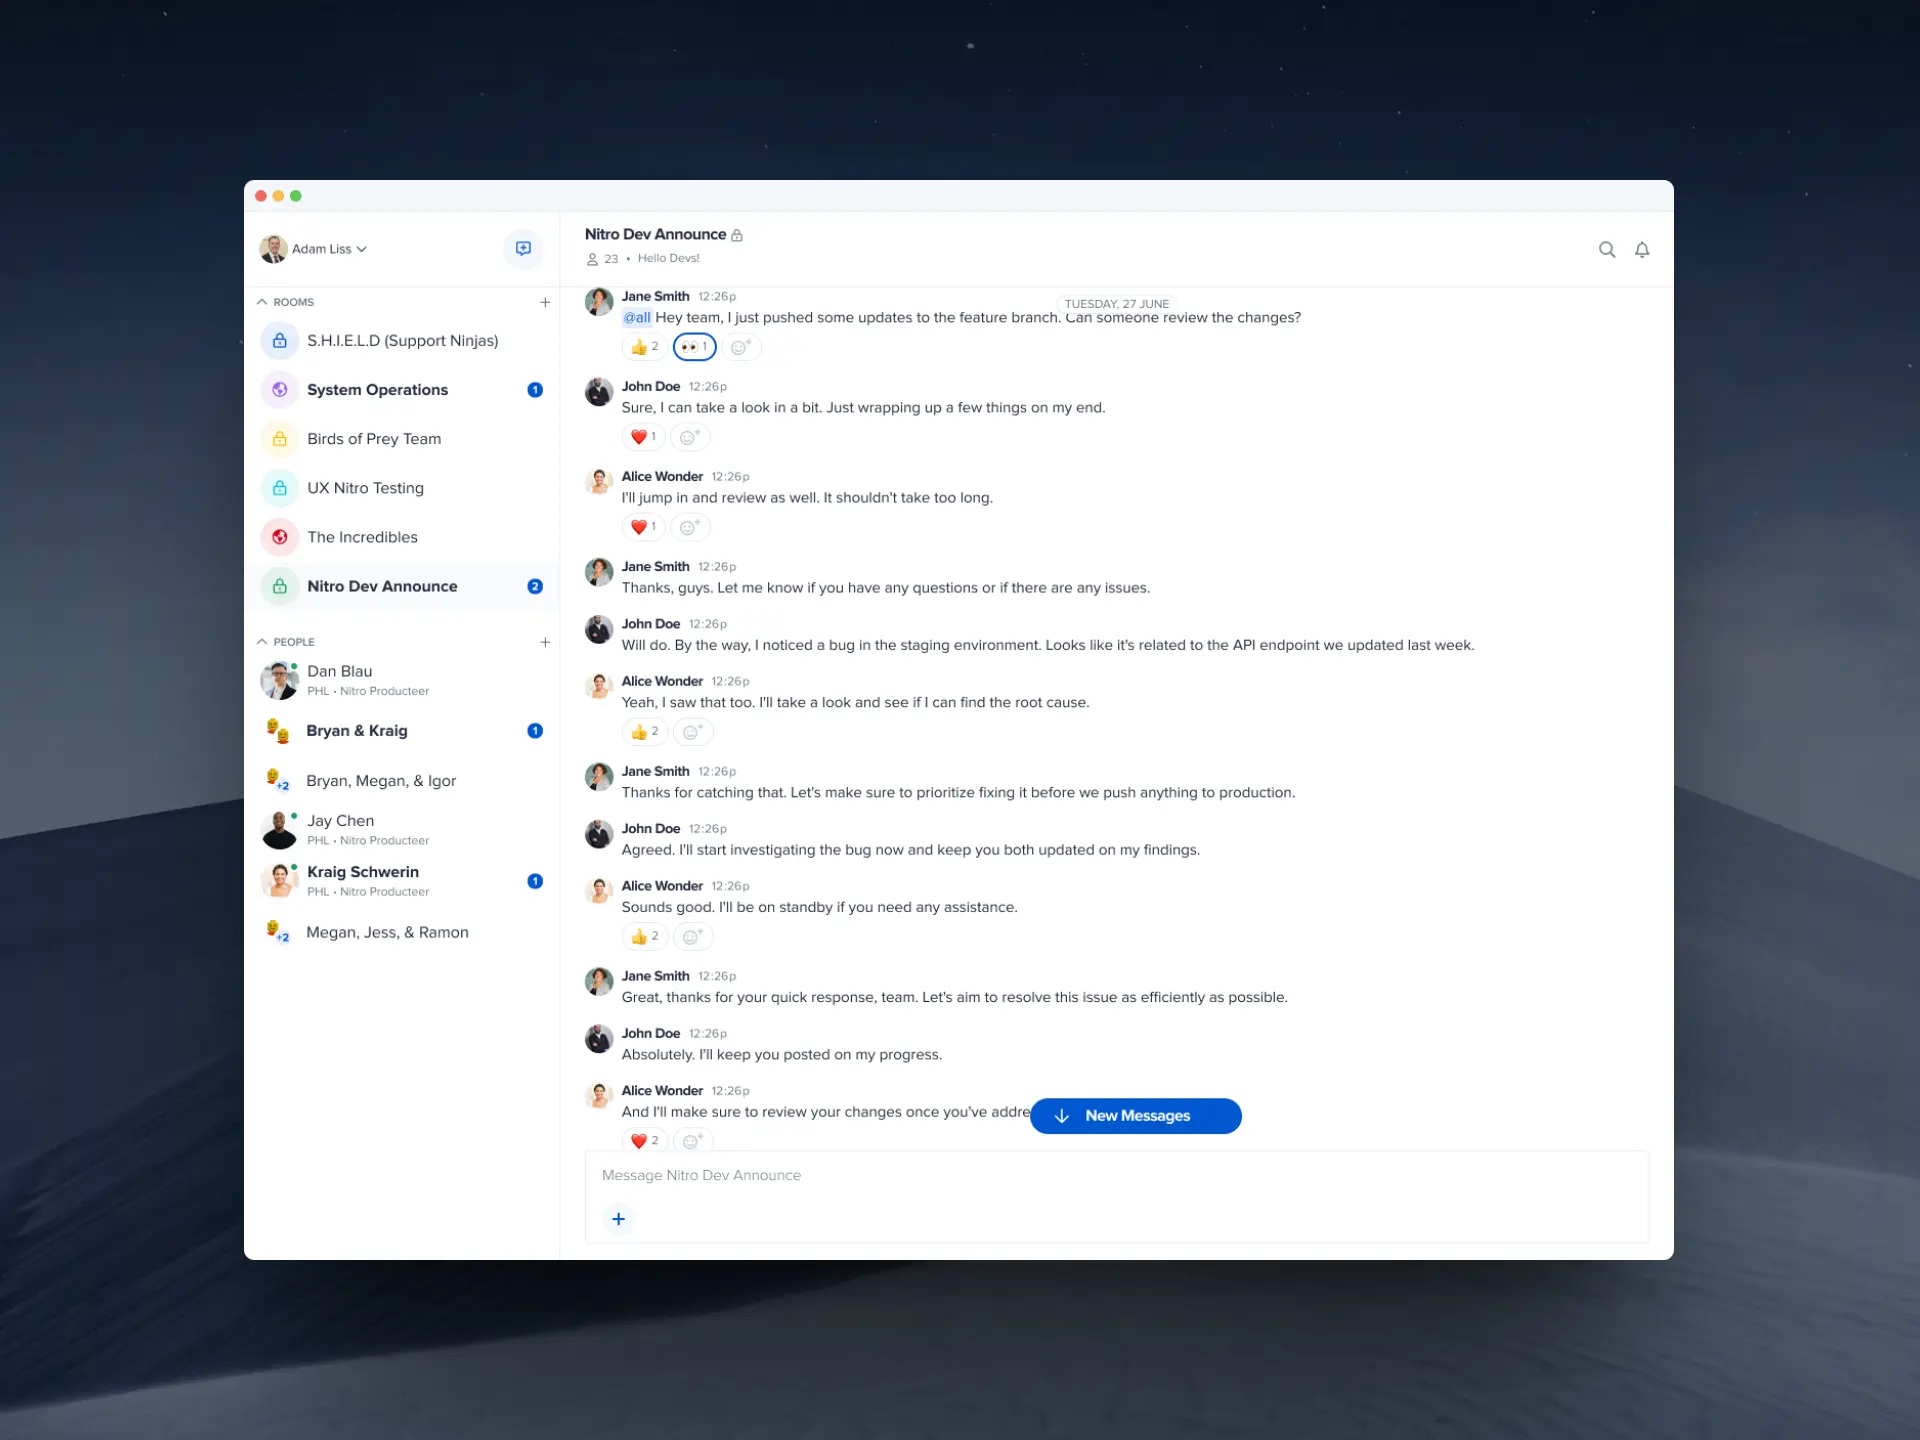 Adam Liss
ROOMS
S.H.I.E.L.D (Support Ninjas)
System Operations 1
Birds of Prey Team
UX Nitro Testing
The Incredibles
Nitro Dev Announce 2
PEOPLE
Dan Blau
PHL • Nitro Producteer
Bryan & Kraig 1
+2 Bryan, Megan, & Igor
Jay Chen
PHL • Nitro Producteer
Kraig Schwerin 1
PHL • Nitro Producteer
+2 Megan, Jess, & Ramon
Nitro Dev Announce
23 • Hello Devs!
TUESDAY, 27 JUNE
Jane Smith 12:26p
@all Hey team, I just pushed some updates to the feature branch. Can someone review the changes?
👍 2 👀 1
John Doe 12:26p
Sure, I can take a look in a bit. Just wrapping up a few things on my end.
❤️ 1
Alice Wonder 12:26p
I'll jump in and review as well. It shouldn't take too long.
❤️ 1
Jane Smith 12:26p
Thanks, guys. Let me know if you have any questions or if there are any issues.
John Doe 12:26p
Will do. By the way, I noticed a bug in the staging environment. Looks like it's related to the API endpoint we updated last week.
Alice Wonder 12:26p
Yeah, I saw that too. I'll take a look and see if I can find the root cause.
👍 2
Jane Smith 12:26p
Thanks for catching that. Let's make sure to prioritize fixing it before we push anything to production.
John Doe 12:26p
Agreed. I'll start investigating the bug now and keep you both updated on my findings.
Alice Wonder 12:26p
Sounds good. I'll be on standby if you need any assistance.
👍 2
Jane Smith 12:26p
Great, thanks for your quick response, team. Let's aim to resolve this issue as efficiently as possible.
John Doe 12:26p
Absolutely. I'll keep you posted on my progress.
Alice Wonder 12:26p
And I'll make sure to review your changes once you've addre
❤️ 2
New Messages
Message Nitro Dev Announce